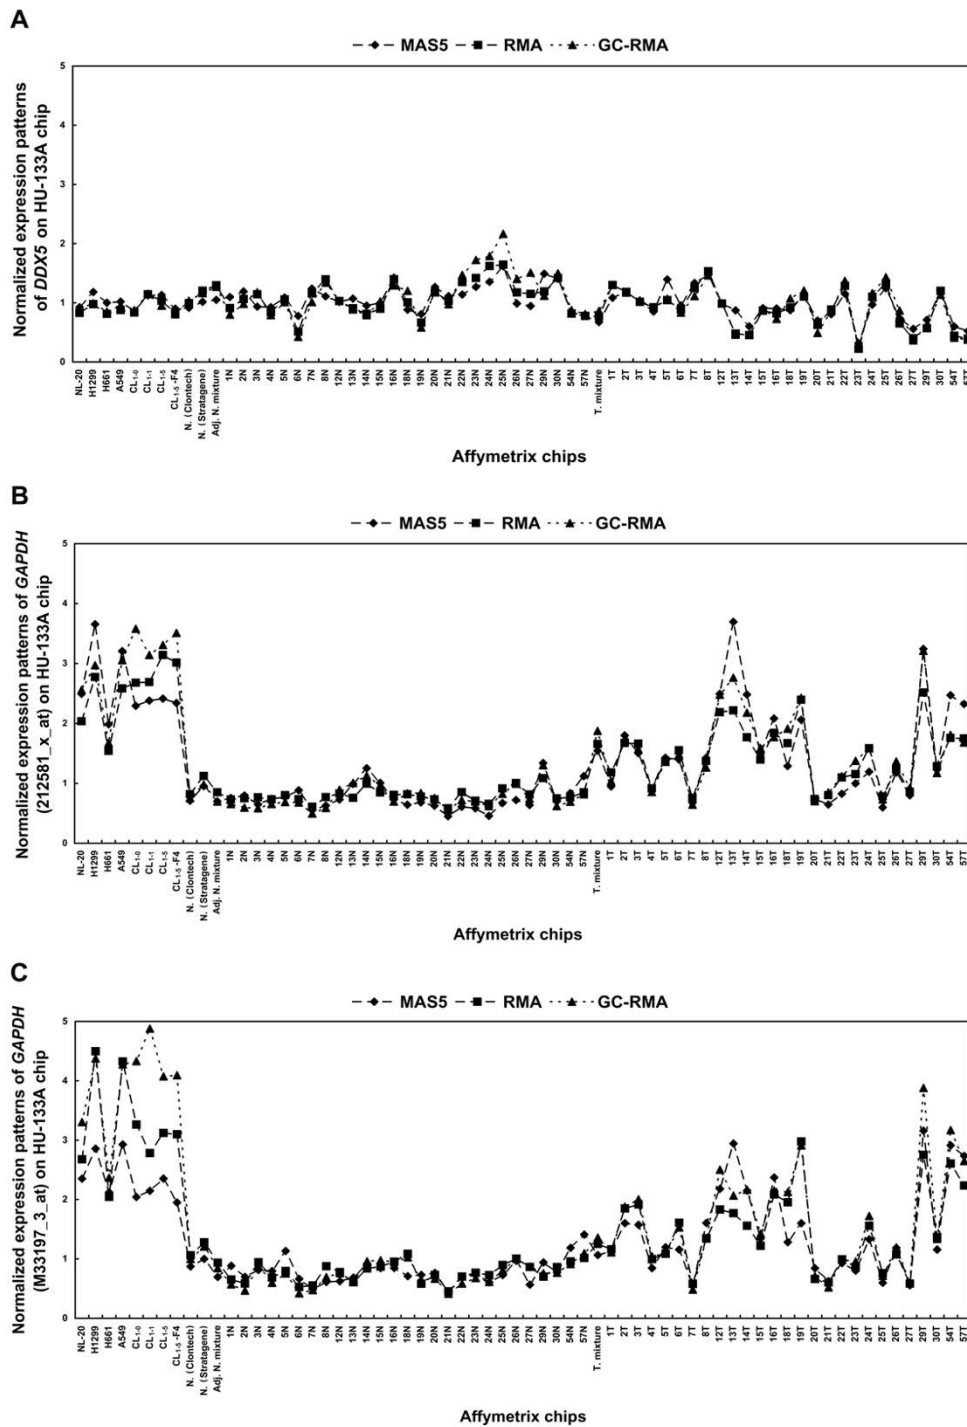 A
MAS5 RMA GC-RMA
Normalized expression patterns
of DDX5 on HU-133A chip
5
4
3
2
1
0
NL-20 H1299 H661 A549 CL1-0 CL1-1 CL1-5 CL1-5-F4 N. (Clontech) N. (Stratagene) Adj. N. mixture 1N 2N 3N 4N 5N 6N 7N 8N 12N 13N 14N 15N 16N 18N 19N 20N 21N 22N 23N 24N 25N 26N 27N 29N 30N 54N 57N T. mixture 1T 2T 3T 4T 5T 6T 7T 8T 12T 13T 14T 15T 16T 18T 19T 20T 21T 22T 23T 24T 25T 26T 27T 29T 30T 54T 57T
Affymetrix chips
B
MAS5 RMA GC-RMA
Normalized expression patterns of GAPDH
(212581_x_at) on HU-133A chip
5
4
3
2
1
0
NL-20 H1299 H661 A549 CL1-0 CL1-1 CL1-5 CL1-5-F4 N. (Clontech) N. (Stratagene) Adj. N. mixture 1N 2N 3N 4N 5N 6N 7N 8N 12N 13N 14N 15N 16N 18N 19N 20N 21N 22N 23N 24N 25N 26N 27N 29N 30N 54N 57N T. mixture 1T 2T 3T 4T 5T 6T 7T 8T 12T 13T 14T 15T 16T 18T 19T 20T 21T 22T 23T 24T 25T 26T 27T 29T 30T 54T 57T
Affymetrix chips
C
MAS5 RMA GC-RMA
Normalized expression patterns of GAPDH
(M33197_3_at) on HU-133A chip
5
4
3
2
1
0
NL-20 H1299 H661 A549 CL1-0 CL1-1 CL1-5 CL1-5-F4 N. (Clontech) N. (Stratagene) Adj. N. mixture 1N 2N 3N 4N 5N 6N 7N 8N 12N 13N 14N 15N 16N 18N 19N 20N 21N 22N 23N 24N 25N 26N 27N 29N 30N 54N 57N T. mixture 1T 2T 3T 4T 5T 6T 7T 8T 12T 13T 14T 15T 16T 18T 19T 20T 21T 22T 23T 24T 25T 26T 27T 29T 30T 54T 57T
Affymetrix chips